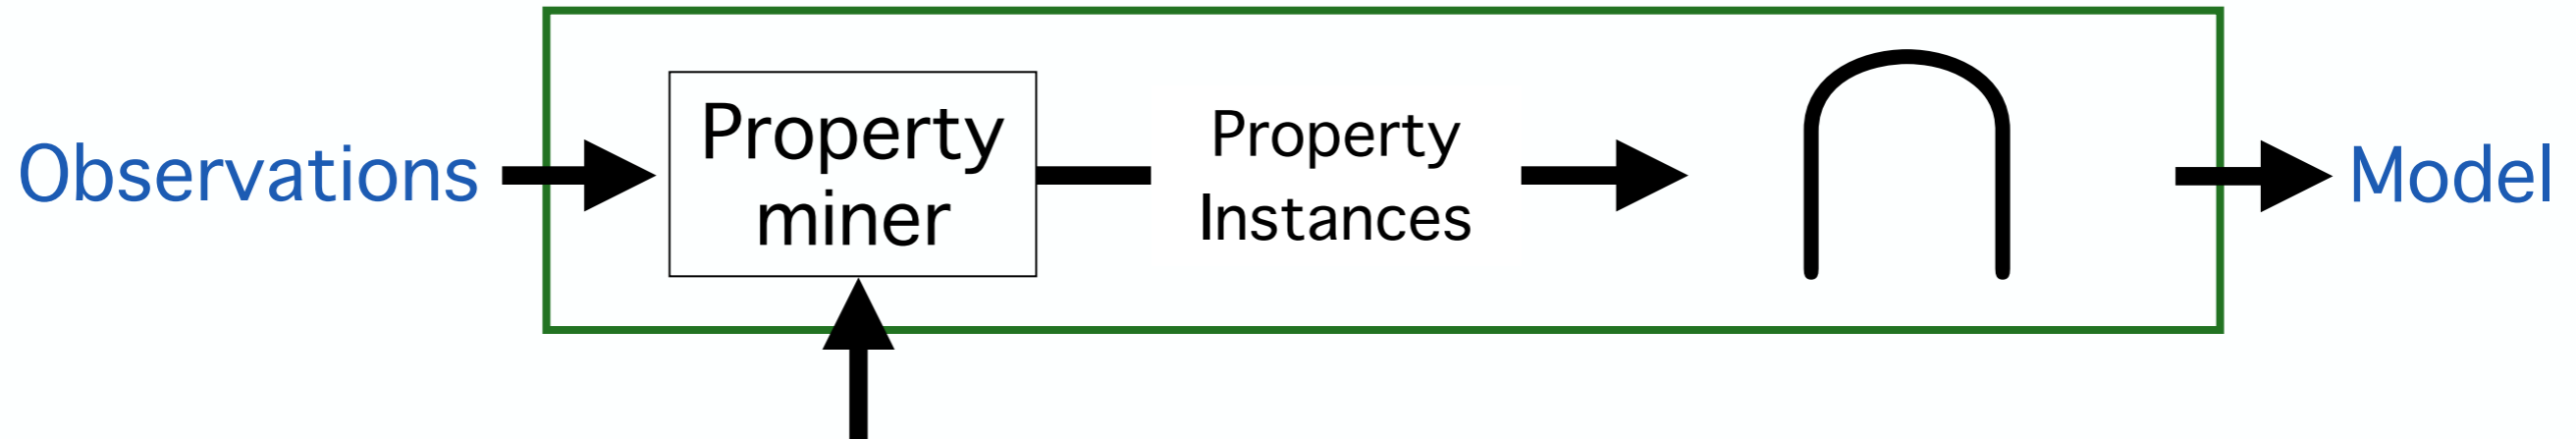 Observations
Property
miner
Property
Instances
∩
Model